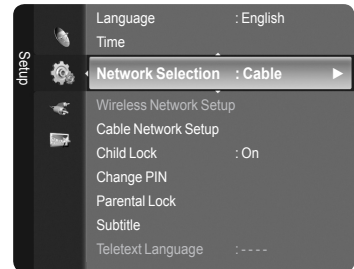 Setup
Language : English
Time
Network Selection : Cable
Wireless Network Setup
Cable Network Setup
Child Lock : On
Change PIN
Parental Lock
Subtitle
Teletext Language : - - - -